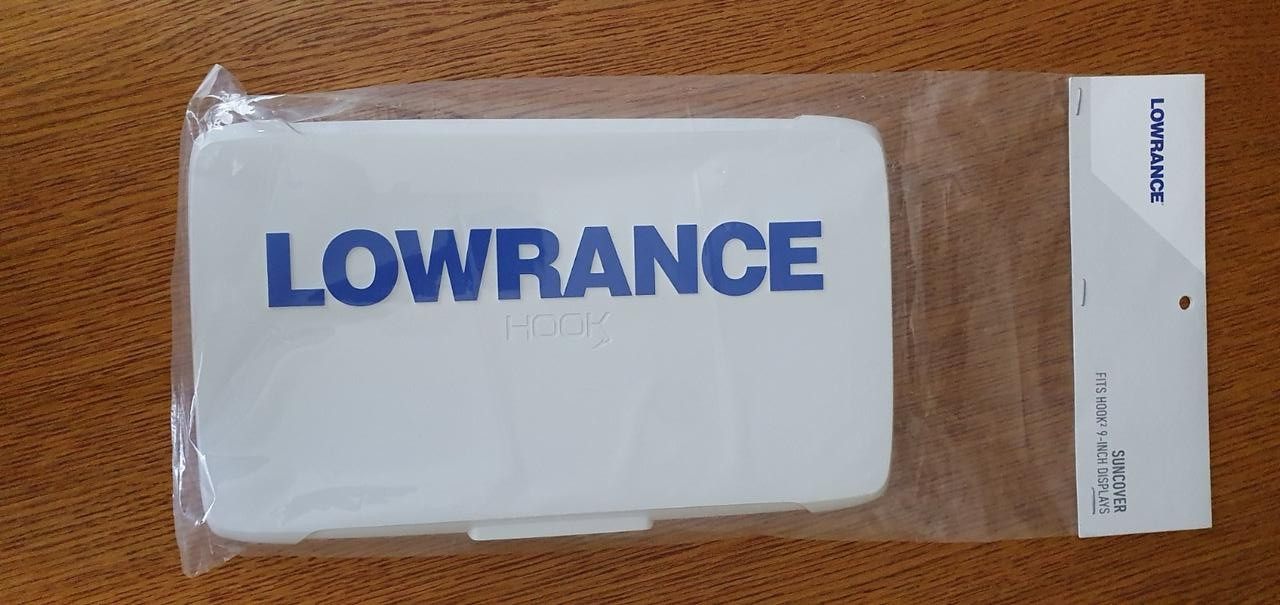 LOWRANCE
HOOK
LOWRANCE
SUNCOVER
FITS HOOK² 9-INCH DISPLAYS